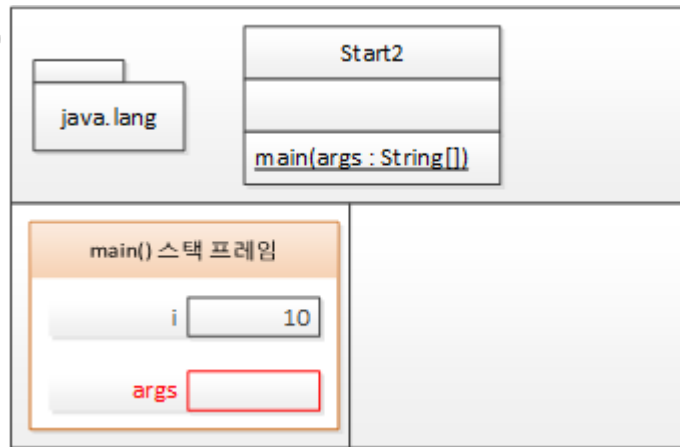 Start2
java.lang
main(args : String[])
main() 스택 프레임
i 10
args